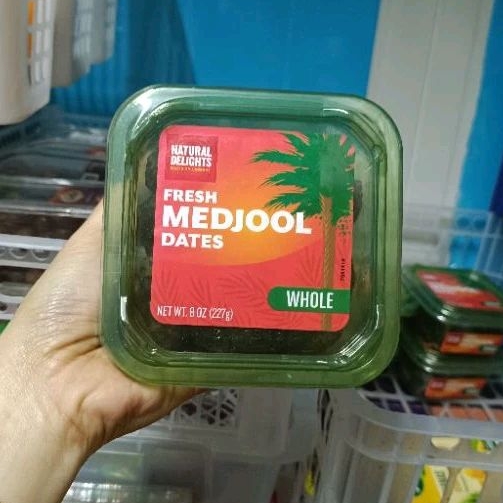 NATURAL
DELIGHTS
FRESH
MEDJOOL
DATES
WHOLE
NET WT. 8 OZ (227g)